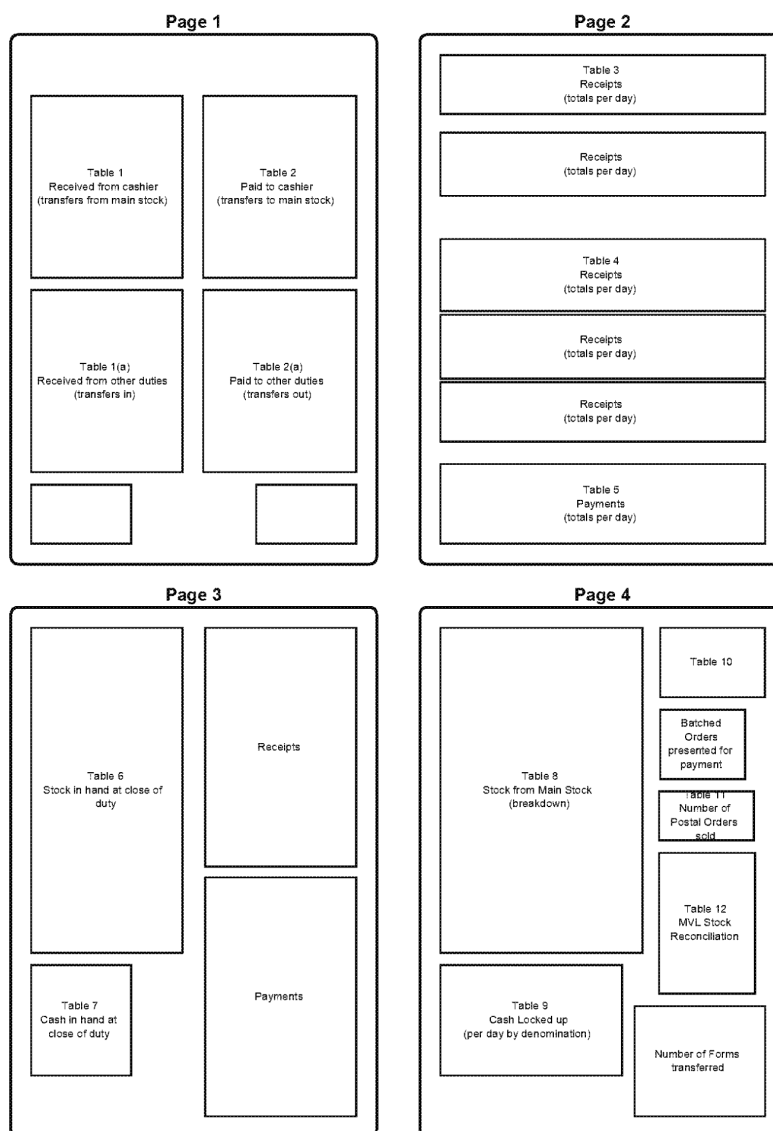 Page 1
Table 1
Received from cashier
(transfers from main stock)
Table 2
Paid to cashier
(transfers to main stock)
Table 1(a)
Received from other duties
(transfers in)
Table 2(a)
Paid to other duties
(transfers out)
Page 2
Table 3
Receipts
(totals per day)
Receipts
(totals per day)
Table 4
Receipts
(totals per day)
Receipts
(totals per day)
Receipts
(totals per day)
Table 5
Payments
(totals per day)
Page 3
Table 6
Stock in hand at close of
duty
Receipts
Table 7
Cash in hand at
close of duty
Payments
Page 4
Table 8
Stock from Main Stock
(breakdown)
Table 10
Batched
Orders
presented for
payment
Table 11
Number of
Postal Orders
sold
Table 12
MVL Stock
Reconciliation
Table 9
Cash Locked up
(per day by denomination)
Number of Forms
transferred